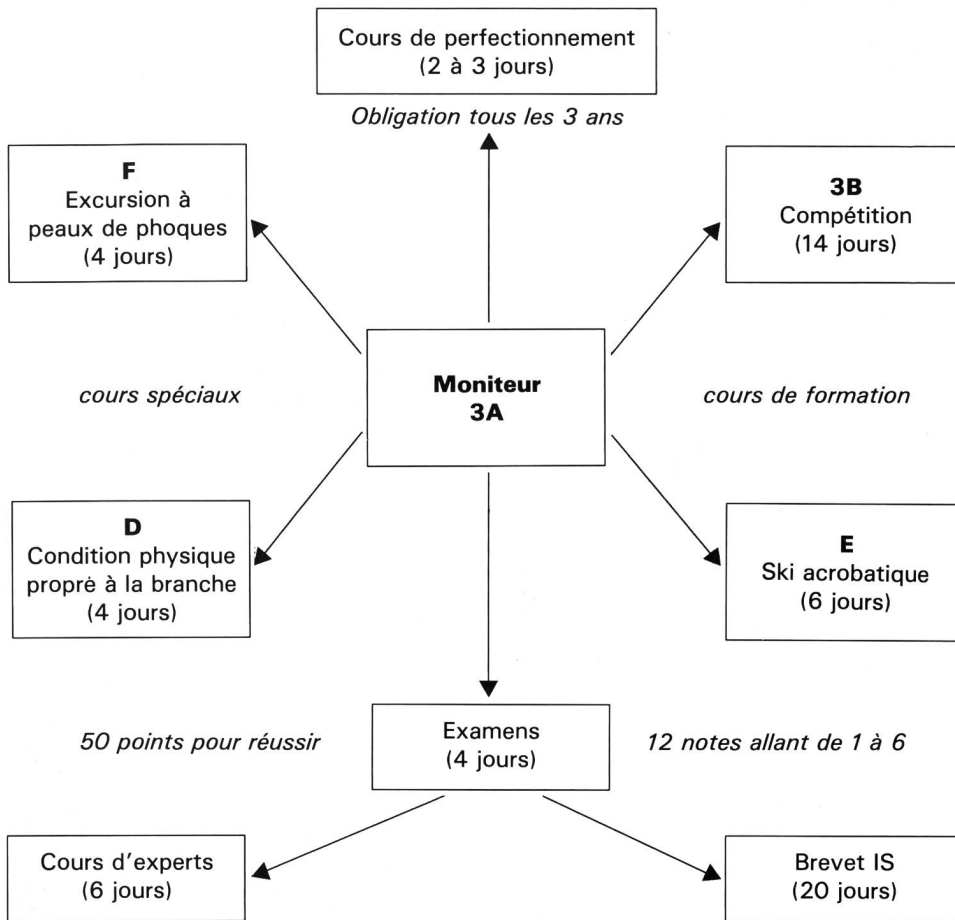 Cours de perfectionnement
(2 à 3 jours)
Obligation tous les 3 ans
F
Excursion à
peaux de phoques
(4 jours)
3B
Compétition
(14 jours)
Moniteur
3A
cours spéciaux
cours de formation
D
Condition physique
propre à la branche
(4 jours)
E
Ski acrobatique
(6 jours)
50 points pour réussir
Examens
(4 jours)
12 notes allant de 1 à 6
Cours d'experts
(6 jours)
Brevet IS
(20 jours)